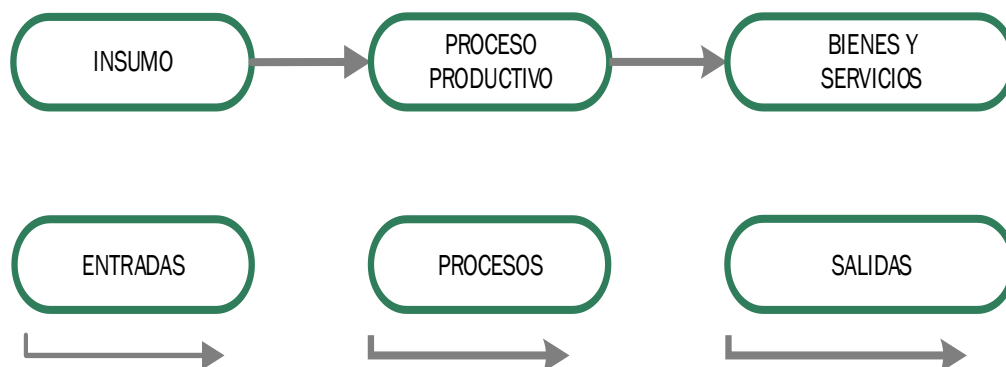 INSUMO
PROCESO
PRODUCTIVO
BIENES Y
SERVICIOS
ENTRADAS
PROCESOS
SALIDAS